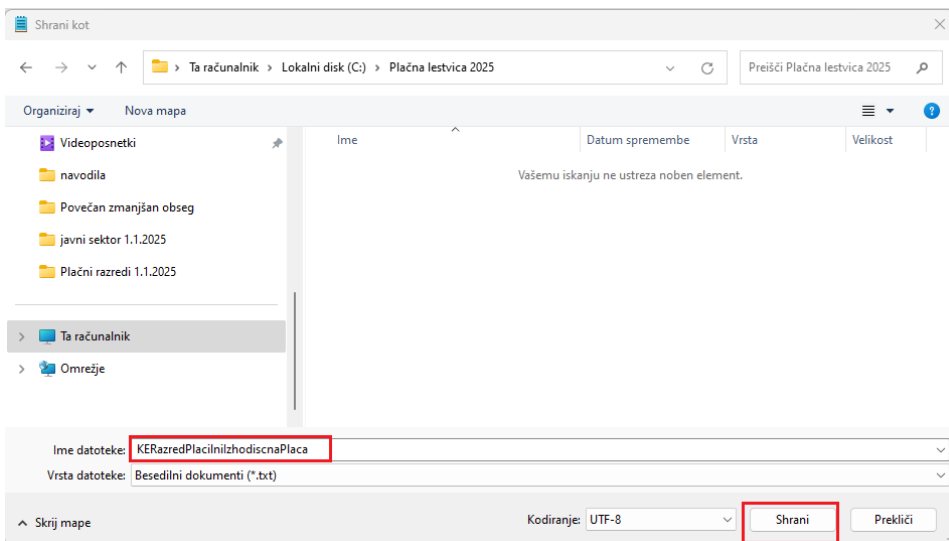 Shrani kot
Ta računalnik > Lokalni disk (C:) > Plačna lestvica 2025
Preišči Plačna lestvica 2025
Organiziraj
Nova mapa
Ime
Datum spremembe
Vrsta
Velikost
Vašemu iskanju ne ustreza noben element.
Videoposnetki
navodila
Povečan zmanjšan obseg
javni sektor 1.1.2025
Plačni razredi 1.1.2025
Ta računalnik
Omrežje
Ime datoteke: KERazredPlacilniIzhodiscnaPlaca
Vrsta datoteke: Besedilni dokumenti (*.txt)
Skrij mape
Kodiranje: UTF-8
Shrani
Prekliči